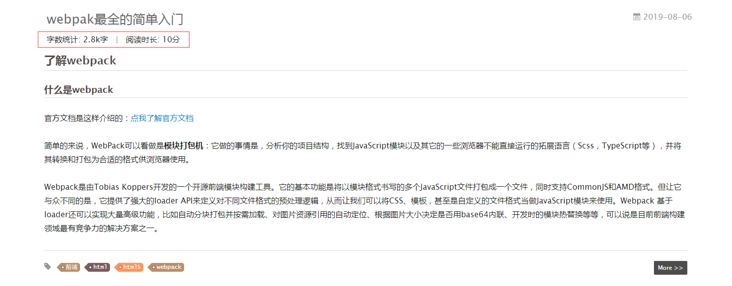 webpak最全的简单入门
2019-08-06
字数统计: 2.8k字 | 阅读时长: 10分
了解webpack
什么是webpack
官方文档是这样介绍的：点我了解官方文档
简单的来说，WebPack可以看做是模块打包机：它做的事情是，分析你的项目结构，找到JavaScript模块以及其它的一些浏览器不能直接运行的拓展语言（Scss，TypeScript等），并将
其转换和打包为合适的格式供浏览器使用。
Webpack是由Tobias Koppers开发的一个开源前端模块构建工具。它的基本功能是将以模块格式书写的多个JavaScript文件打包成一个文件，同时支持CommonJS和AMD格式。但让它
与众不同的是，它提供了强大的loader API来定义对不同文件格式的预处理逻辑，从而让我们可以将CSS、模板，甚至是自定义的文件格式当做JavaScript模块来使用。Webpack 基于
loader还可以实现大量高级功能，比如自动分块打包并按需加载、对图片资源引用的自动定位、根据图片大小决定是否用base64内联、开发时的模块热替换等等，可以说是目前前端构建
领域最有竞争力的解决方案之一。
前端 html html5 webpack
More >>